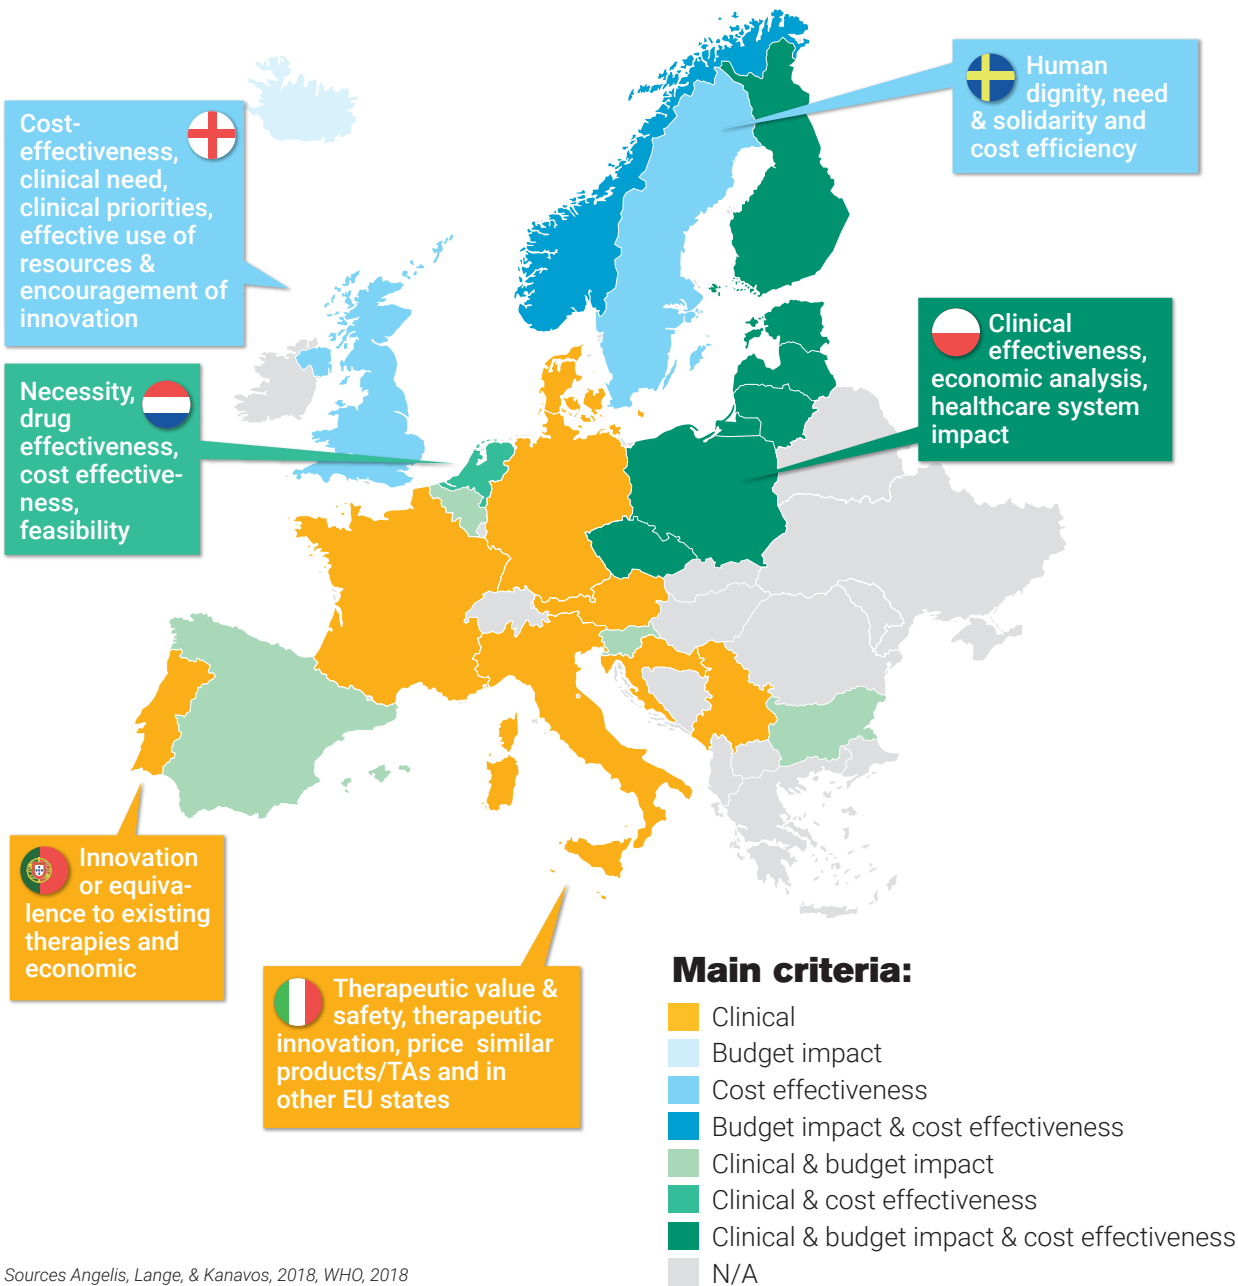 Human
dignity, need
& solidarity and
cost efficiency
Cost-
effectiveness,
clinical need,
clinical priorities,
effective use of
resources &
encouragement of
innovation
Clinical
effectiveness,
economic analysis,
healthcare system
impact
Necessity,
drug
effectiveness,
cost effective-
ness,
feasibility
Innovation
or equiva-
lence to existing
therapies and
economic
Therapeutic value &
safety, therapeutic
innovation, price similar
products/TAs and in
other EU states
Main criteria:
Clinical
Budget impact
Cost effectiveness
Budget impact & cost effectiveness
Clinical & budget impact
Clinical & cost effectiveness
Clinical & budget impact & cost effectiveness
N/A
Sources Angelis, Lange, & Kanavos, 2018, WHO, 2018